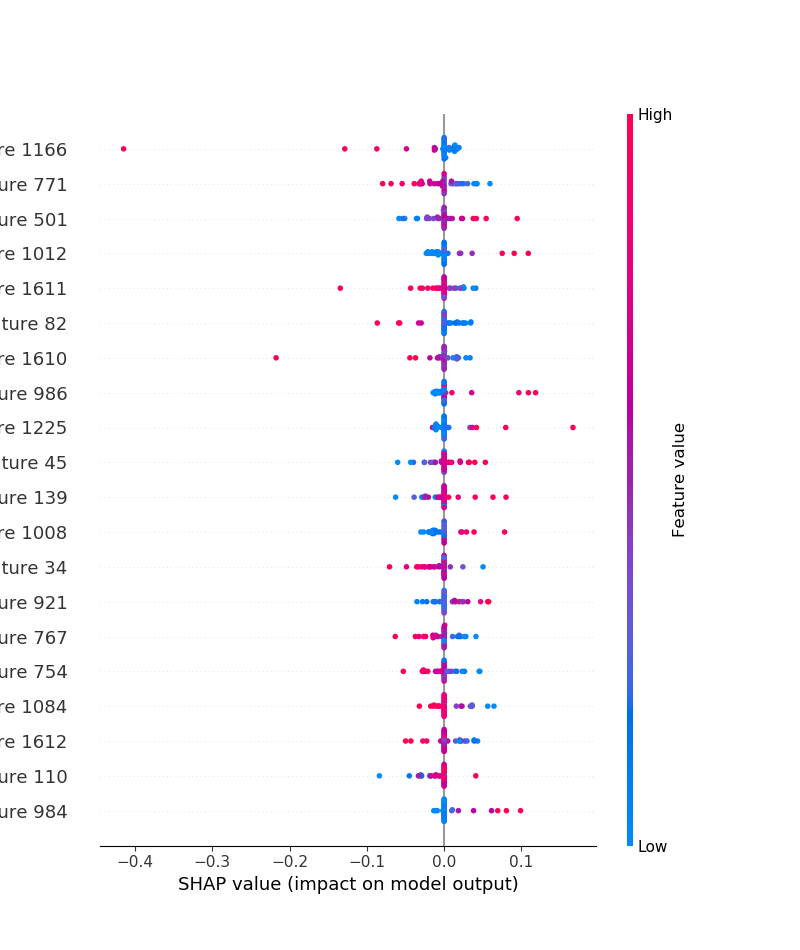 High
re 1166
ure 771
ure 501
re 1012
re 1611
ture 82
re 1610
ure 986
re 1225
ture 45
ure 139
re 1008
ture 34
ure 921
ure 767
ure 754
re 1084
re 1612
ure 110
ure 984
Feature value
Low
−0.4 −0.3 −0.2 −0.1 0.0 0.1
SHAP value (impact on model output)